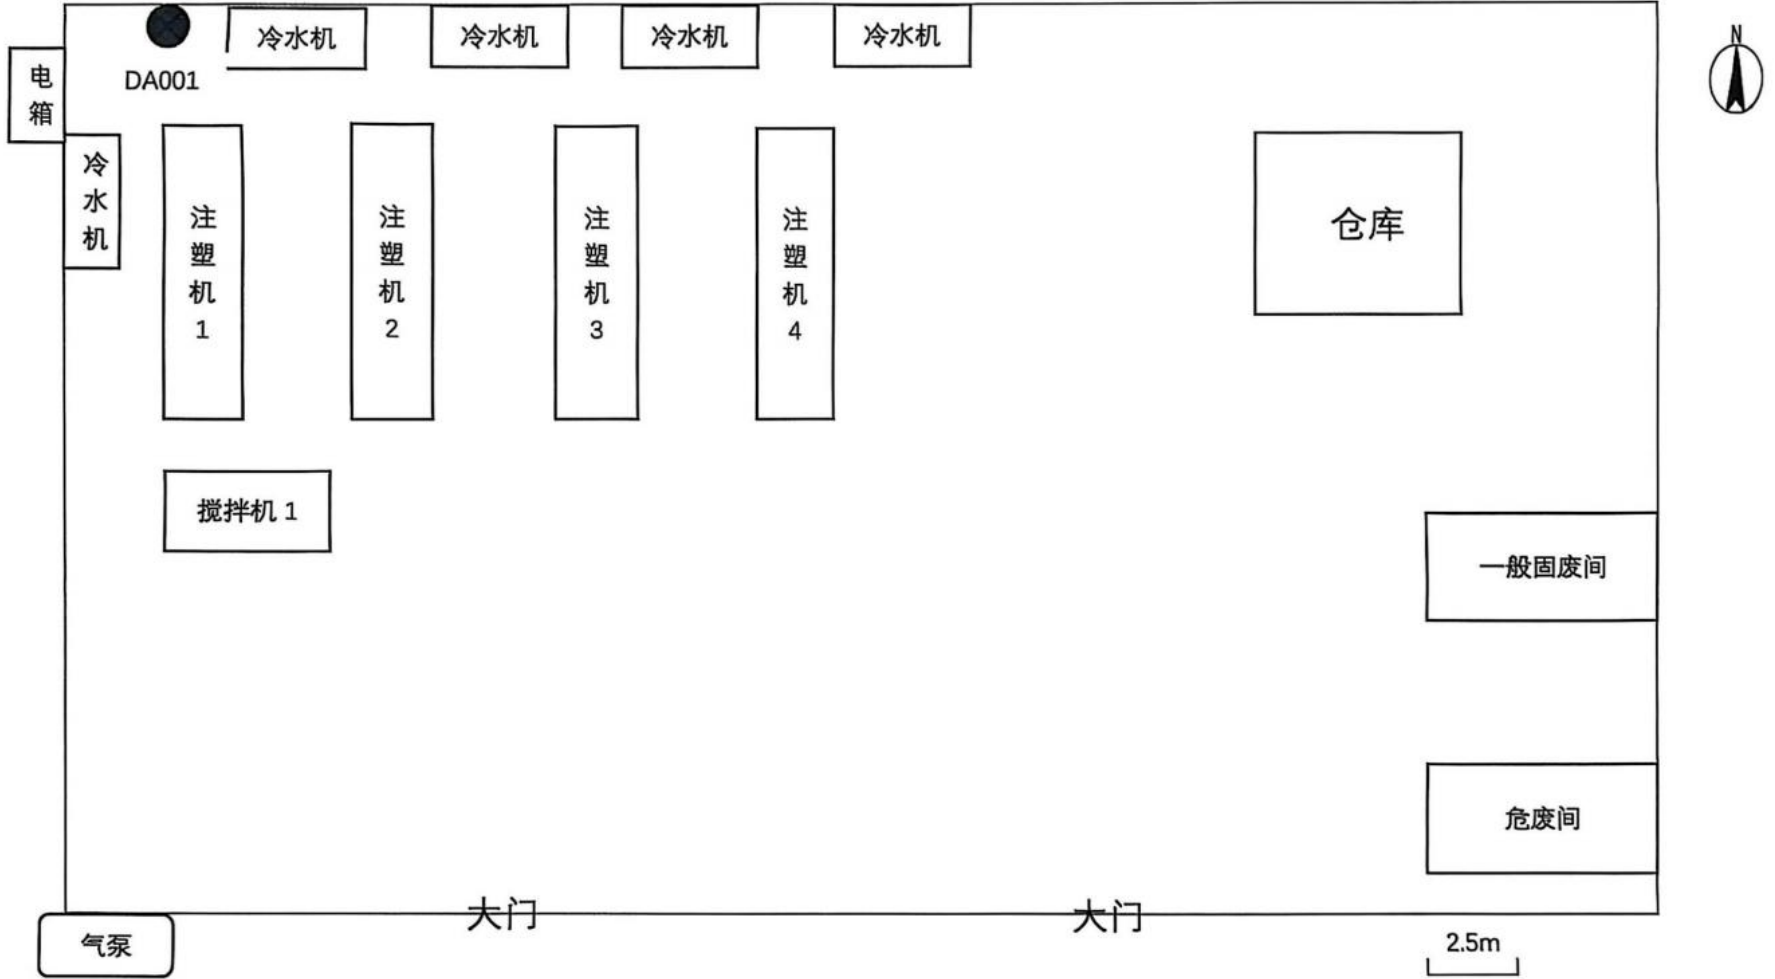 冷水机
冷水机
冷水机
冷水机
N
电箱
DA001
冷水机
注塑机1
注塑机2
注塑机3
注塑机4
仓库
搅拌机 1
一般固废间
危废间
大门
大门
气泵
2.5m